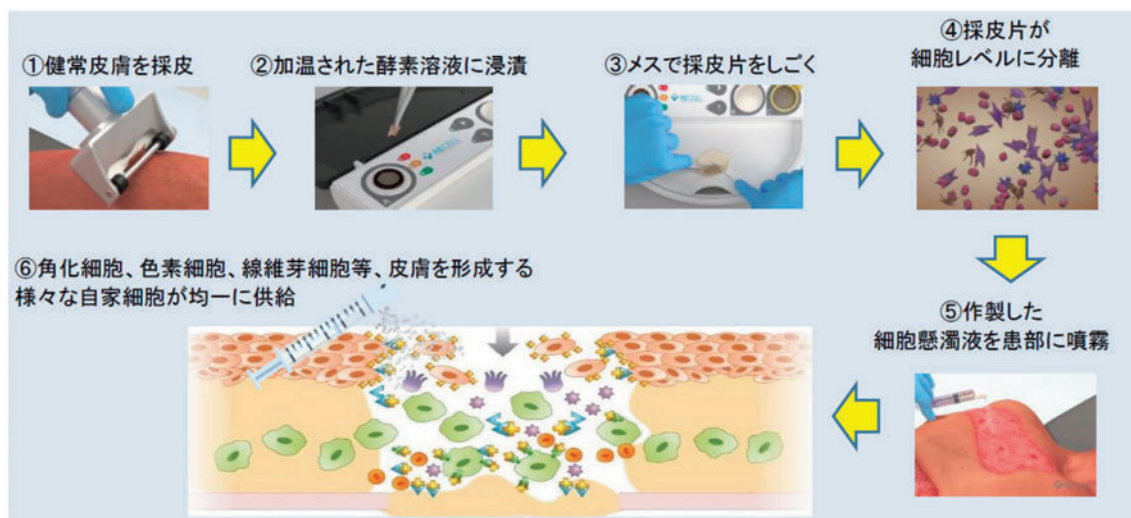 ①健常皮膚を採皮
②加温された酵素溶液に浸漬
③メスで採皮片をしごく
④採皮片が
細胞レベルに分離
RECELL
⑤作製した
細胞懸濁液を患部に噴霧
⑥角化細胞、色素細胞、線維芽細胞等、皮膚を形成する
様々な自家細胞が均一に供給
RECELL